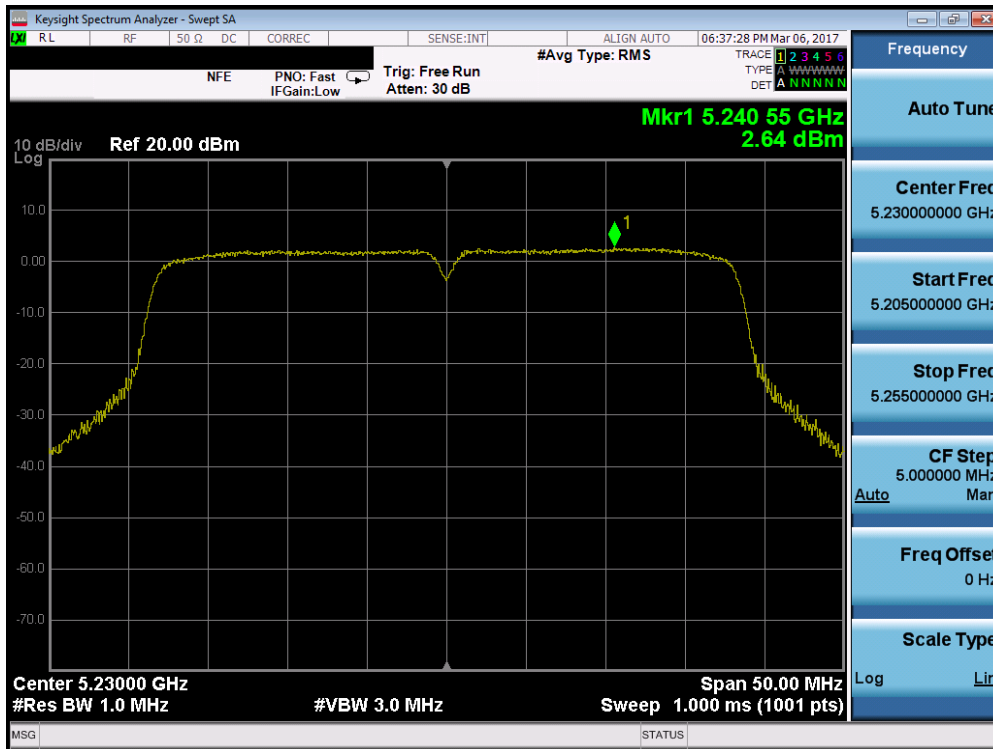 Keysight Spectrum Analyzer - Swept SA
LXI RL RF 50 Ω DC CORREC SENSE:INT ALIGN AUTO 06:37:28 PM Mar 06, 2017
NFE PNO: Fast Trig: Free Run #Avg Type: RMS TRACE 1 2 3 4 5 6
IFGain:Low Atten: 30 dB TYPE A WWWWW
DET A N N N N N
Mkr1 5.240 55 GHz
2.64 dBm
10 dB/div Ref 20.00 dBm
Log
1
10.0
0.00
-10.0
-20.0
-30.0
-40.0
-50.0
-60.0
-70.0
Center 5.23000 GHz Span 50.00 MHz
#Res BW 1.0 MHz #VBW 3.0 MHz Sweep 1.000 ms (1001 pts)
MSG STATUS
Frequency
Auto Tune
Center Freq
5.230000000 GHz
Start Freq
5.205000000 GHz
Stop Freq
5.255000000 GHz
CF Step
5.000000 MHz
Auto Man
Freq Offset
0 Hz
Scale Type
Log Lin